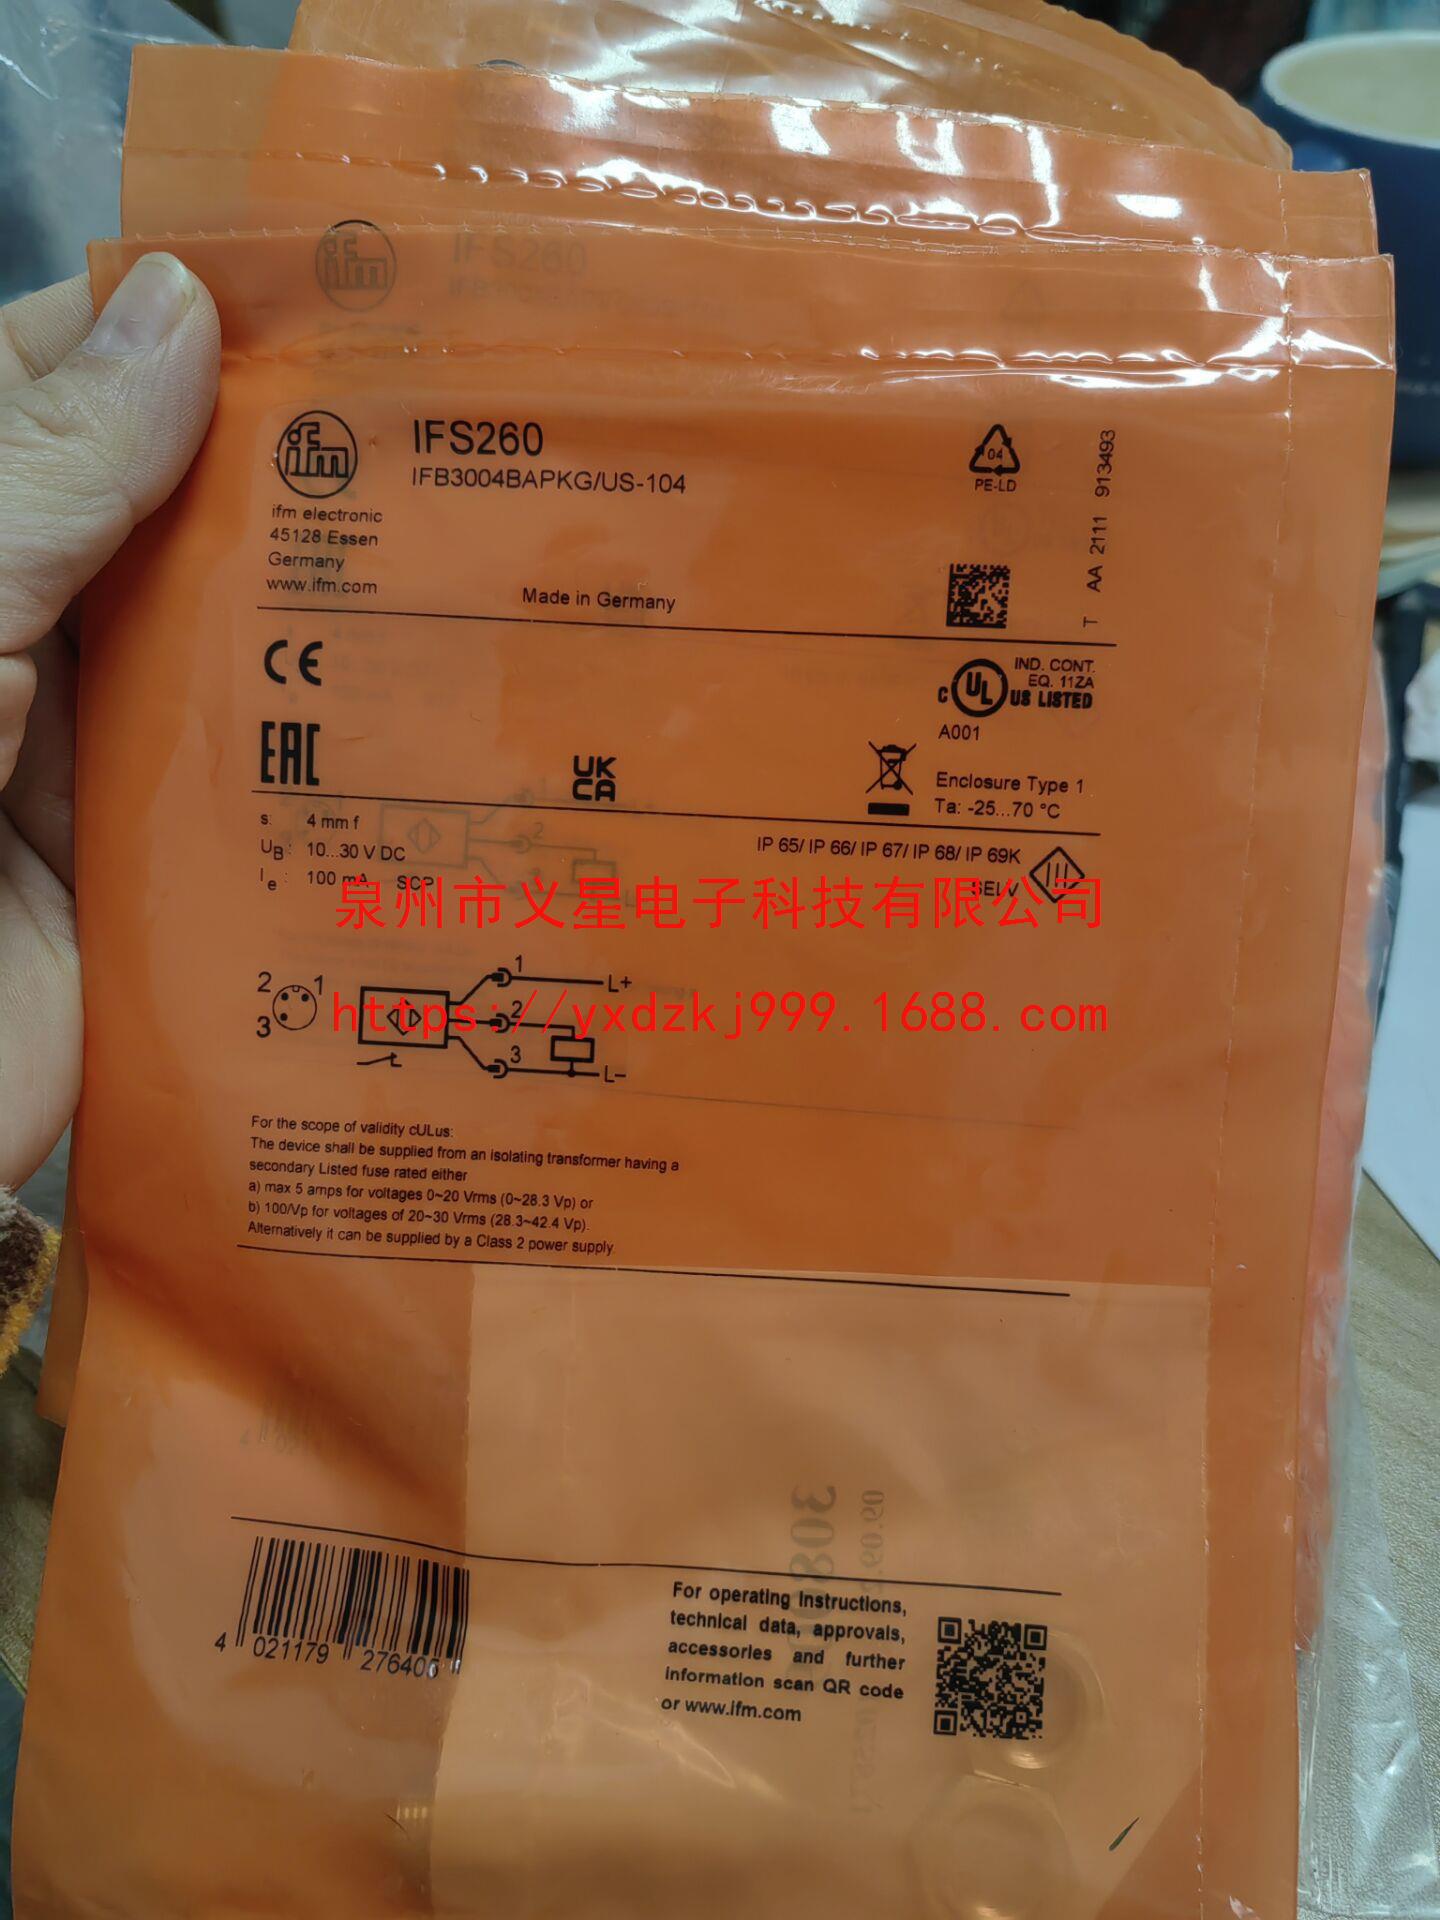 ifm
IFS260
ifm
IFS260
IFB3004BAPKG/US-104
04
PE-LD
T AA 2111 913493
ifm electronic
45128 Essen
Germany
www.ifm.com
Made in Germany
CE
C UL US LISTED
IND. CONT.
EQ. 11ZA
A001
EAC
UK
CA
Enclosure Type 1
Ta: -25...70 °C
s: 4 mm f
UB: 10...30 V DC
Ie: 100 mA SCP
IP 65/ IP 66/ IP 67/ IP 68/ IP 69K
SELV
泉州市义星电子科技有限公司
2 1
3
1 L+
2
3 L-
https://yxdzkj999.1688.com
For the scope of validity cULus:
The device shall be supplied from an isolating transformer having a
secondary Listed fuse rated either
a) max 5 amps for voltages 0~20 Vrms (0~28.3 Vp) or
b) 100/Vp for voltages of 20~30 Vrms (28.3~42.4 Vp).
Alternatively it can be supplied by a Class 2 power supply.
4 021179 276406
For operating instructions,
technical data, approvals,
accessories and further
information scan QR code
or www.ifm.com